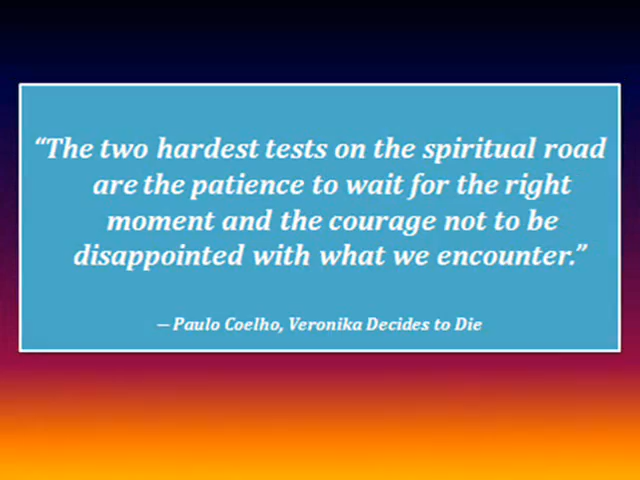 “The two hardest tests on the spiritual road
are the patience to wait for the right
moment and the courage not to be
disappointed with what we encounter.”
— Paulo Coelho, Veronika Decides to Die